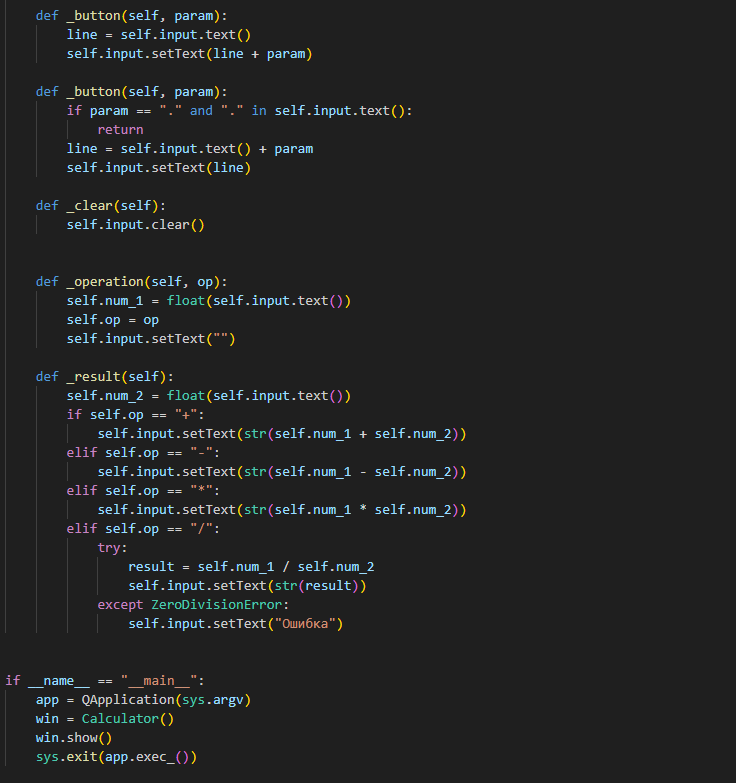 def _button(self, param):
    line = self.input.text()
    self.input.setText(line + param)
def _button(self, param):
    if param == "." and "." in self.input.text():
        return
    line = self.input.text() + param
    self.input.setText(line)
def _clear(self):
    self.input.clear()
def _operation(self, op):
    self.num_1 = float(self.input.text())
    self.op = op
    self.input.setText("")
def _result(self):
    self.num_2 = float(self.input.text())
    if self.op == "+":
        self.input.setText(str(self.num_1 + self.num_2))
    elif self.op == "-":
        self.input.setText(str(self.num_1 - self.num_2))
    elif self.op == "*":
        self.input.setText(str(self.num_1 * self.num_2))
    elif self.op == "/":
        try:
            result = self.num_1 / self.num_2
            self.input.setText(str(result))
        except ZeroDivisionError:
            self.input.setText("Ошибка")
if __name__ == "__main__":
    app = QApplication(sys.argv)
    win = Calculator()
    win.show()
    sys.exit(app.exec_())